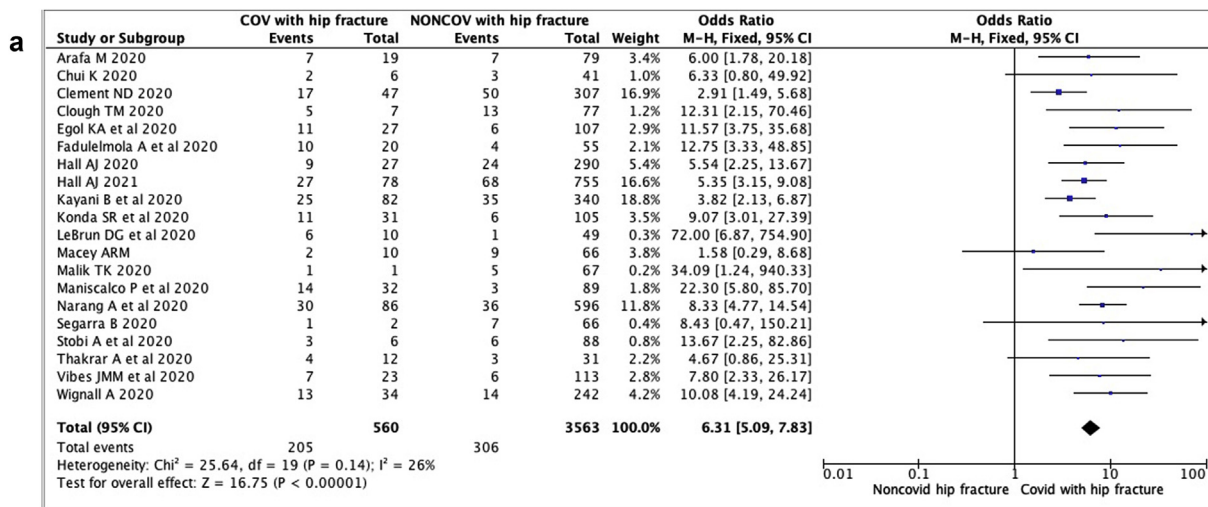 a
COV with hip fracture NONCOV with hip fracture Odds Ratio Odds Ratio
Study or Subgroup Events Total Events Total Weight M-H, Fixed, 95% CI M-H, Fixed, 95% CI
Arafa M 2020 7 19 7 79 3.4% 6.00 [1.78, 20.18]
Chui K 2020 2 6 3 41 1.0% 6.33 [0.80, 49.92]
Clement ND 2020 17 47 50 307 16.9% 2.91 [1.49, 5.68]
Clough TM 2020 5 7 13 77 1.2% 12.31 [2.15, 70.46]
Egol KA et al 2020 11 27 6 107 2.9% 11.57 [3.75, 35.68]
Fadulelmola A et al 2020 10 20 4 55 2.1% 12.75 [3.33, 48.85]
Hall AJ 2020 9 27 24 290 5.4% 5.54 [2.25, 13.67]
Hall AJ 2021 27 78 68 755 16.6% 5.35 [3.15, 9.08]
Kayani B et al 2020 25 82 35 340 18.8% 3.82 [2.13, 6.87]
Konda SR et al 2020 11 31 6 105 3.5% 9.07 [3.01, 27.39]
LeBrun DG et al 2020 6 10 1 49 0.3% 72.00 [6.87, 754.90]
Macey ARM 2 10 9 66 3.8% 1.58 [0.29, 8.68]
Malik TK 2020 1 1 5 67 0.2% 34.09 [1.24, 940.33]
Maniscalco P et al 2020 14 32 3 89 1.8% 22.30 [5.80, 85.70]
Narang A et al 2020 30 86 36 596 11.8% 8.33 [4.77, 14.54]
Segarra B 2020 1 2 7 66 0.4% 8.43 [0.47, 150.21]
Stobi A et al 2020 3 6 6 88 0.8% 13.67 [2.25, 82.86]
Thakrar A et al 2020 4 12 3 31 2.2% 4.67 [0.86, 25.31]
Vibes JMM et al 2020 7 23 6 113 2.8% 7.80 [2.33, 26.17]
Wignall A 2020 13 34 14 242 4.2% 10.08 [4.19, 24.24]
Total (95% CI) 560 3563 100.0% 6.31 [5.09, 7.83]
Total events 205 306
Heterogeneity: Chi² = 25.64, df = 19 (P = 0.14); I² = 26%
Test for overall effect: Z = 16.75 (P < 0.00001)
0.01 0.1 1 10 100
Noncovid hip fracture Covid with hip fracture